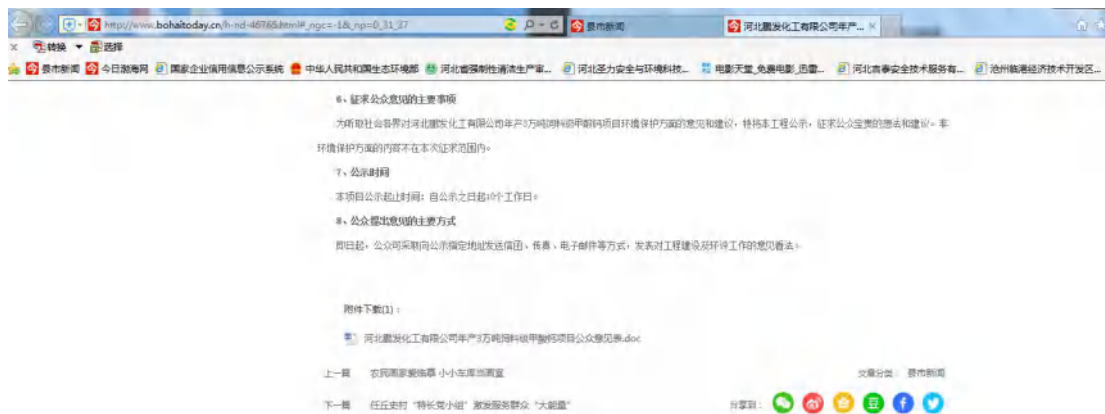 http://www.bohaitoday.cn/h-nd-46765.html#_ngc=-1&_np=0_31_37
县市新闻
河北鹏发化工有限公司年产...
× 转换 ▼ 选择
县市新闻 今日渤海网 国家企业信用信息公示系统 中华人民共和国生态环境部 河北省强制性清洁生产审... 河北圣力安全与环境科技... 电影天堂_免费电影_迅雷... 河北吉泰安全技术服务有... 沧州临港经济技术开发区...
6、征求公众意见的主要事项
为听取社会各界对河北鹏发化工有限公司年产3万吨饲料级甲酸钙项目环境保护方面的意见和建议，特将本工程公示，征求公众宝贵的想法和建议。非
环境保护方面的内容不在本次征求范围内。
7、公示时间
本项目公示起止时间：自公示之日起10个工作日。
8、公众提出意见的主要方式
即日起，公众可采取向公示指定地址发送信函、传真、电子邮件等方式，发表对工程建设及环评工作的意见看法。
附件下载(1)：
河北鹏发化工有限公司年产3万吨饲料级甲酸钙项目公众意见表.doc
上一篇 农民画家爱临摹 小小车库当画室
文章分类： 县市新闻
下一篇 任丘史村“特长党小组”激发服务群众“大能量”
分享到：